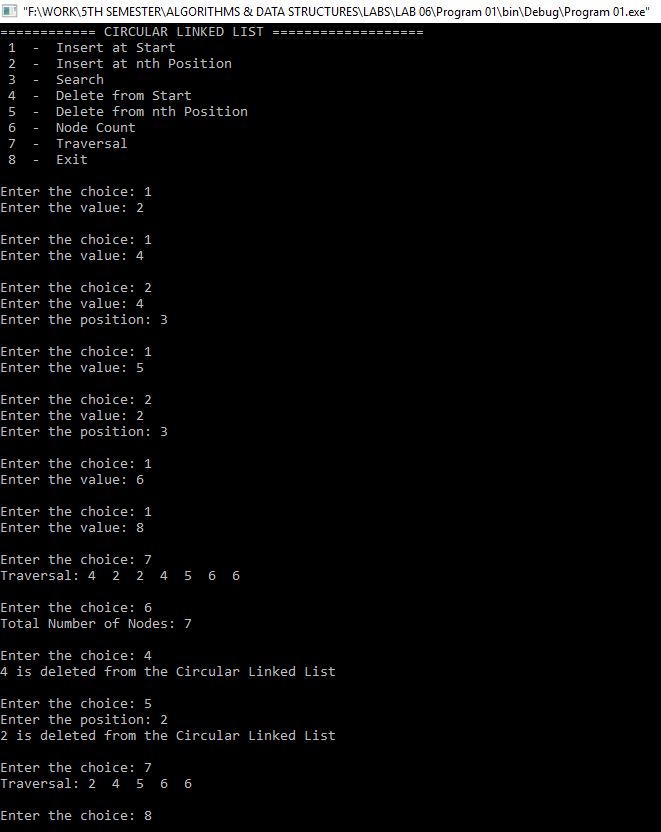 "F:\WORK\5TH SEMESTER\ALGORITHMS & DATA STRUCTURES\LABS\LAB 06\Program 01\bin\Debug\Program 01.exe"
============ CIRCULAR LINKED LIST ===================
1  -  Insert at Start
2  -  Insert at nth Position
3  -  Search
4  -  Delete from Start
5  -  Delete from nth Position
6  -  Node Count
7  -  Traversal
8  -  Exit
Enter the choice: 1
Enter the value: 2
Enter the choice: 1
Enter the value: 4
Enter the choice: 2
Enter the value: 4
Enter the position: 3
Enter the choice: 1
Enter the value: 5
Enter the choice: 2
Enter the value: 2
Enter the position: 3
Enter the choice: 1
Enter the value: 6
Enter the choice: 1
Enter the value: 8
Enter the choice: 7
Traversal: 4  2  2  4  5  6  6
Enter the choice: 6
Total Number of Nodes: 7
Enter the choice: 4
4 is deleted from the Circular Linked List
Enter the choice: 5
Enter the position: 2
2 is deleted from the Circular Linked List
Enter the choice: 7
Traversal: 2  4  5  6  6
Enter the choice: 8